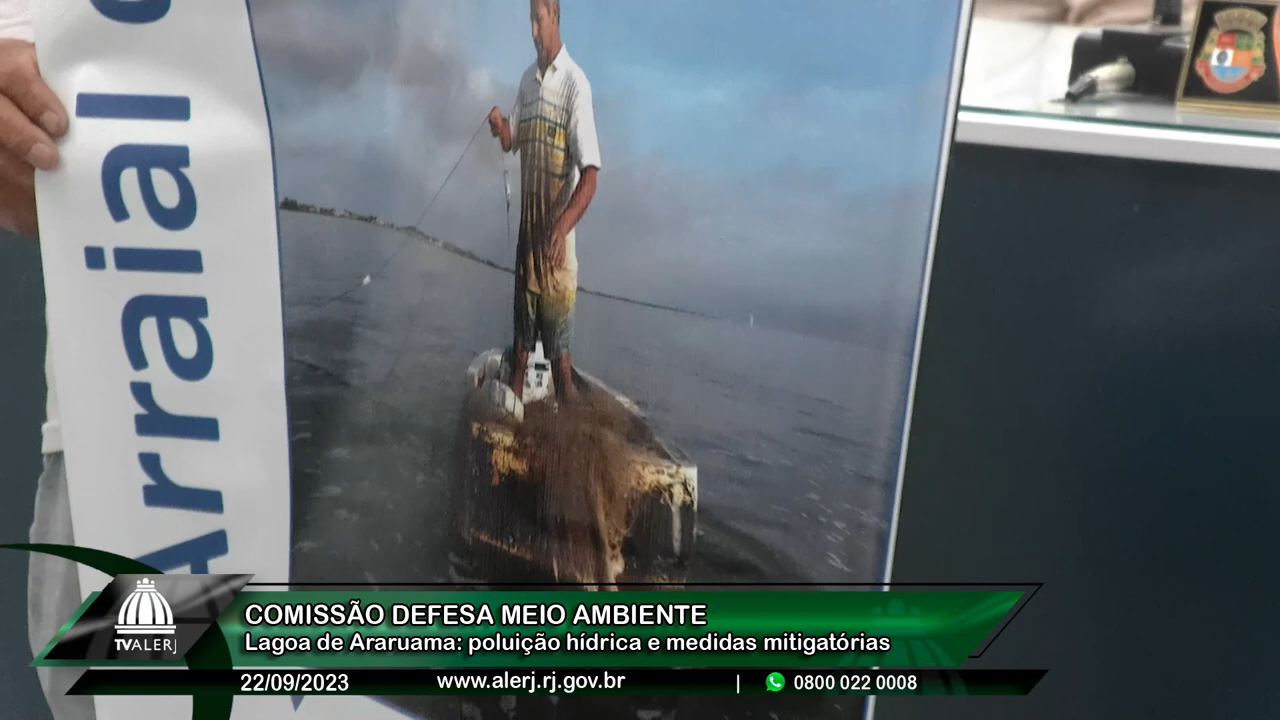 Arraial
COMISSÃO DEFESA MEIO AMBIENTE
Lagoa de Araruama: poluição hídrica e medidas mitigatórias
TVALERJ
22/09/2023
www.alerj.rj.gov.br
|
0800 022 0008